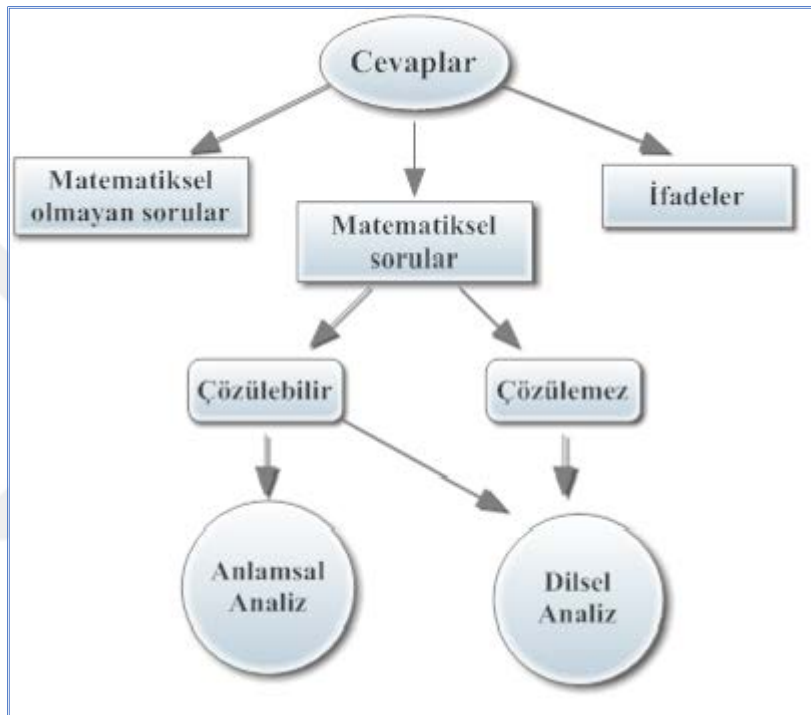 Cevaplar
Matematiksel
olmayan sorular
İfadeler
Matematiksel
sorular
Çözülebilir
Çözülemez
Anlamsal
Analiz
Dilsel
Analiz